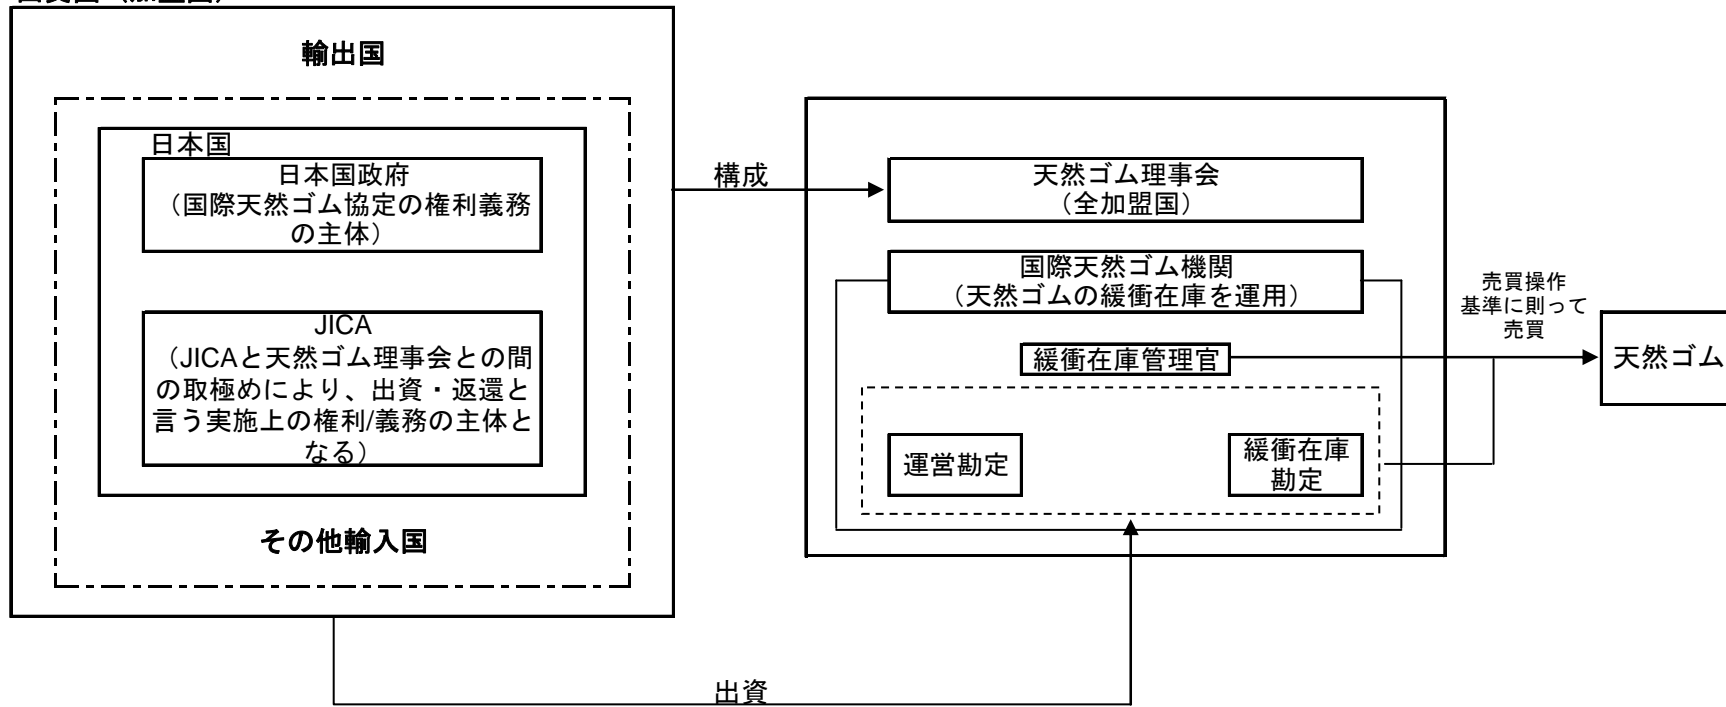 輸出国
日本国
日本国政府
（国際天然ゴム協定の権利義務
の主体）
JICA
（JICAと天然ゴム理事会との間
の取極めにより、出資・返還と
言う実施上の権利/義務の主体と
なる）
その他輸入国
構成
出資
天然ゴム理事会
（全加盟国）
国際天然ゴム機関
（天然ゴムの緩衝在庫を運用）
緩衝在庫管理官
運営勘定
緩衝在庫
勘定
売買操作
基準に則って
売買
天然ゴム